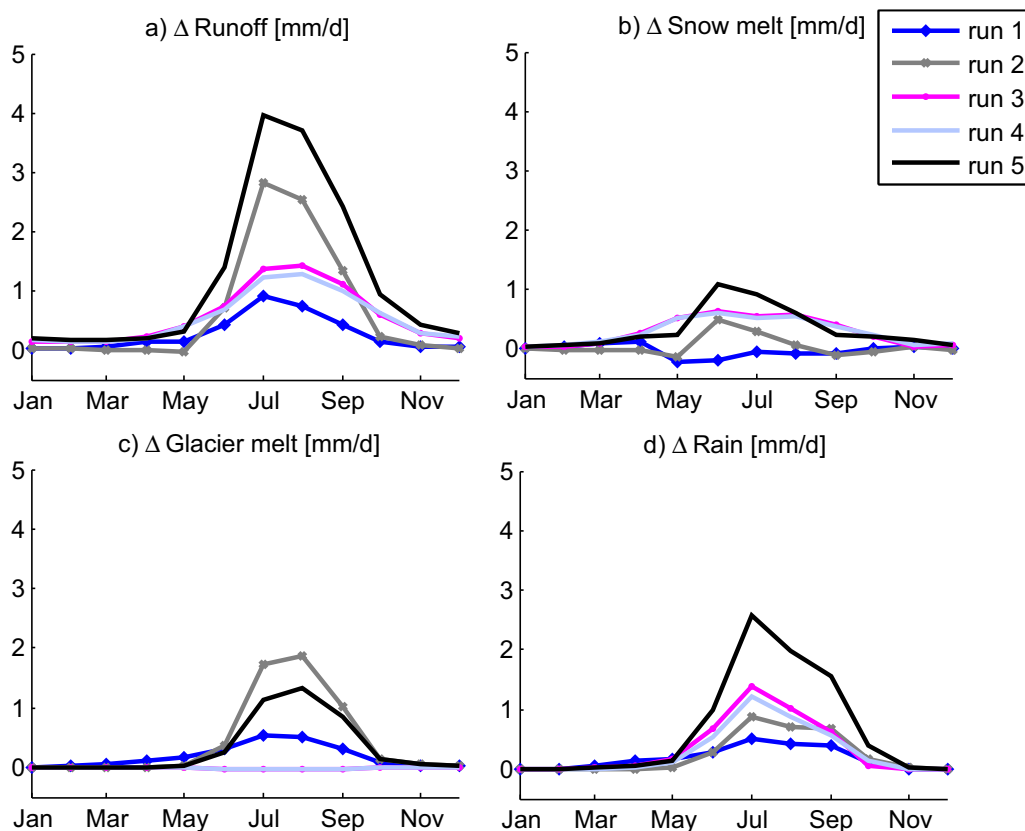 a) Δ Runoff [mm/d]
5
4
3
2
1
0
Jan Mar May Jul Sep Nov
b) Δ Snow melt [mm/d]
5
4
3
2
1
0
Jan Mar May Jul Sep Nov
run 1
run 2
run 3
run 4
run 5
c) Δ Glacier melt [mm/d]
5
4
3
2
1
0
Jan Mar May Jul Sep Nov
d) Δ Rain [mm/d]
5
4
3
2
1
0
Jan Mar May Jul Sep Nov